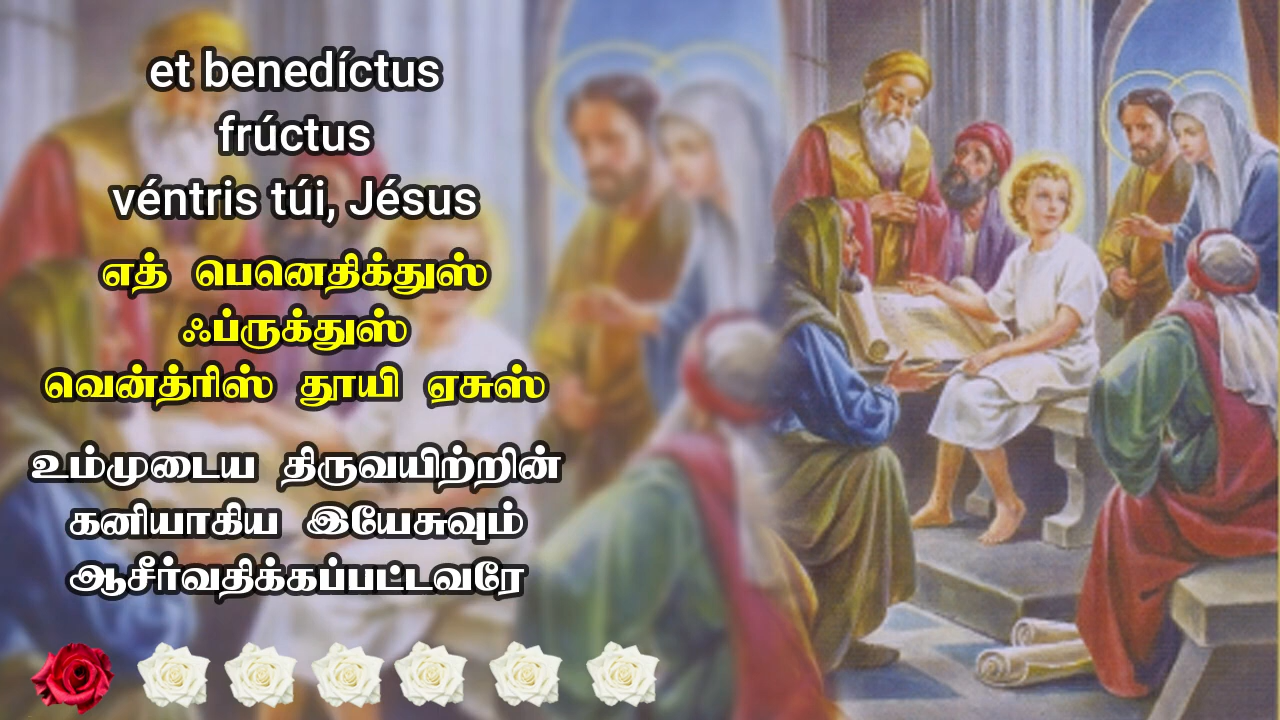 et benedíctus
frúctus
véntris túi, Jésus
எத் பெனெதிக்துஸ்
ஃப்ருக்துஸ்
வென்த்ரிஸ் தூயி ஏசுஸ்
உம்முடைய திருவயிற்றின்
கனியாகிய இயேசுவும்
ஆசீர்வதிக்கப்பட்டவரே